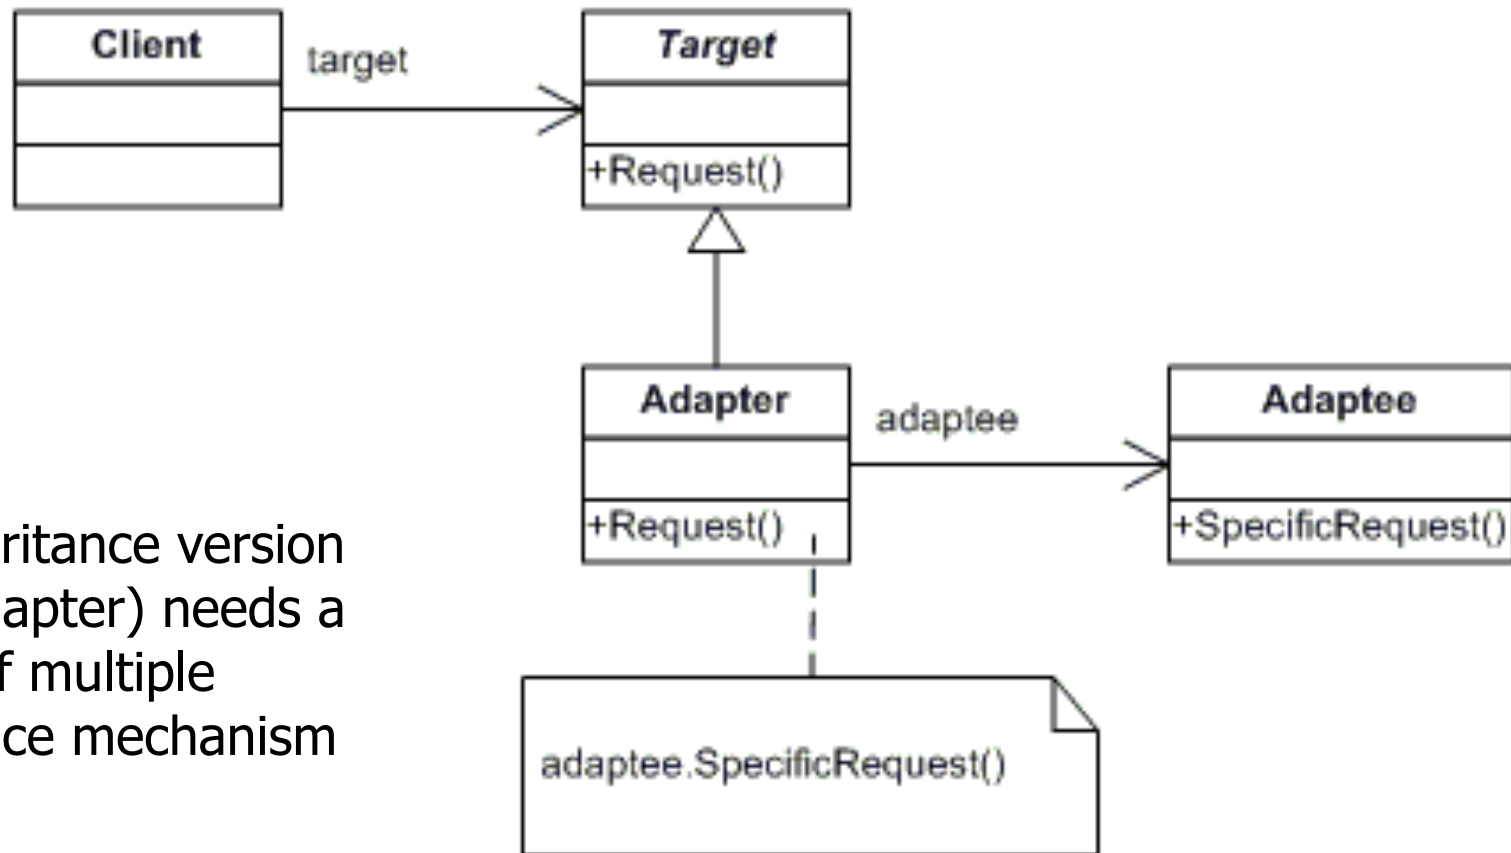 Client
target
Target
+Request()
Adapter
adaptee
Adaptee
+Request()
+SpecificRequest()
ritance version
apter) needs a
f multiple
ce mechanism
adaptee.SpecificRequest()